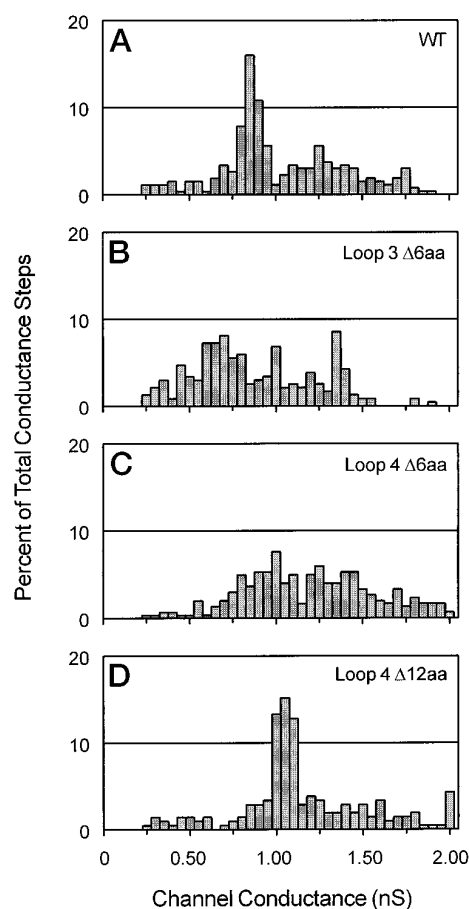 Percent of Total Conductance Steps
A
WT
20
10
0
B
Loop 3 Δ6aa
20
10
0
C
Loop 4 Δ6aa
20
10
0
D
Loop 4 Δ12aa
20
10
0
0 0.50 1.00 1.50 2.00
Channel Conductance (nS)